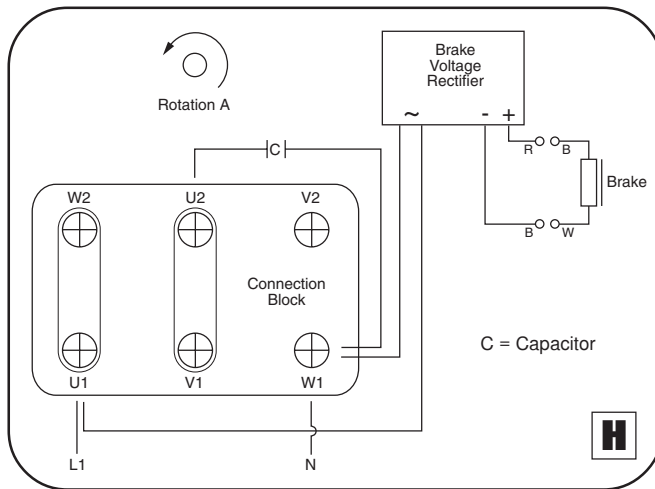 Rotation A
Brake
Voltage
Rectifier
~ - +
C
R B
Brake
B W
W2 U2 V2
Connection
Block
C = Capacitor
U1 V1 W1
L1 N
H